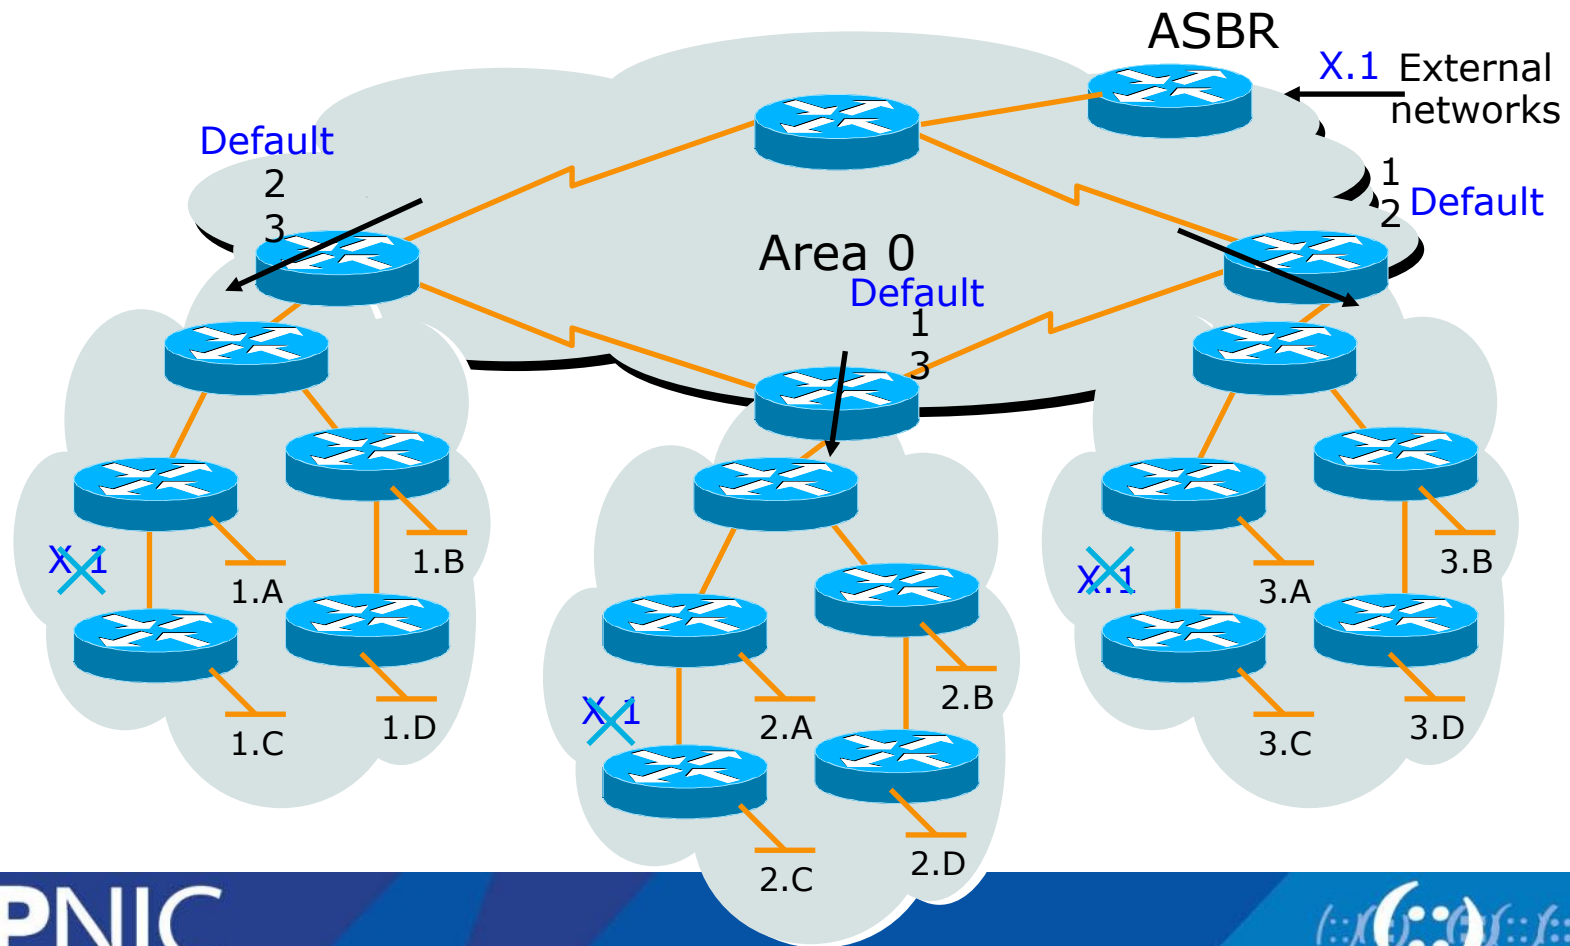 ASBR
X.1
External
networks
Default
2
3
1
2
Default
Area 0
Default
1
3
X.1
1.A
1.B
1.C
1.D
X.1
2.A
2.B
2.C
2.D
X.1
3.A
3.B
3.C
3.D
PNIC